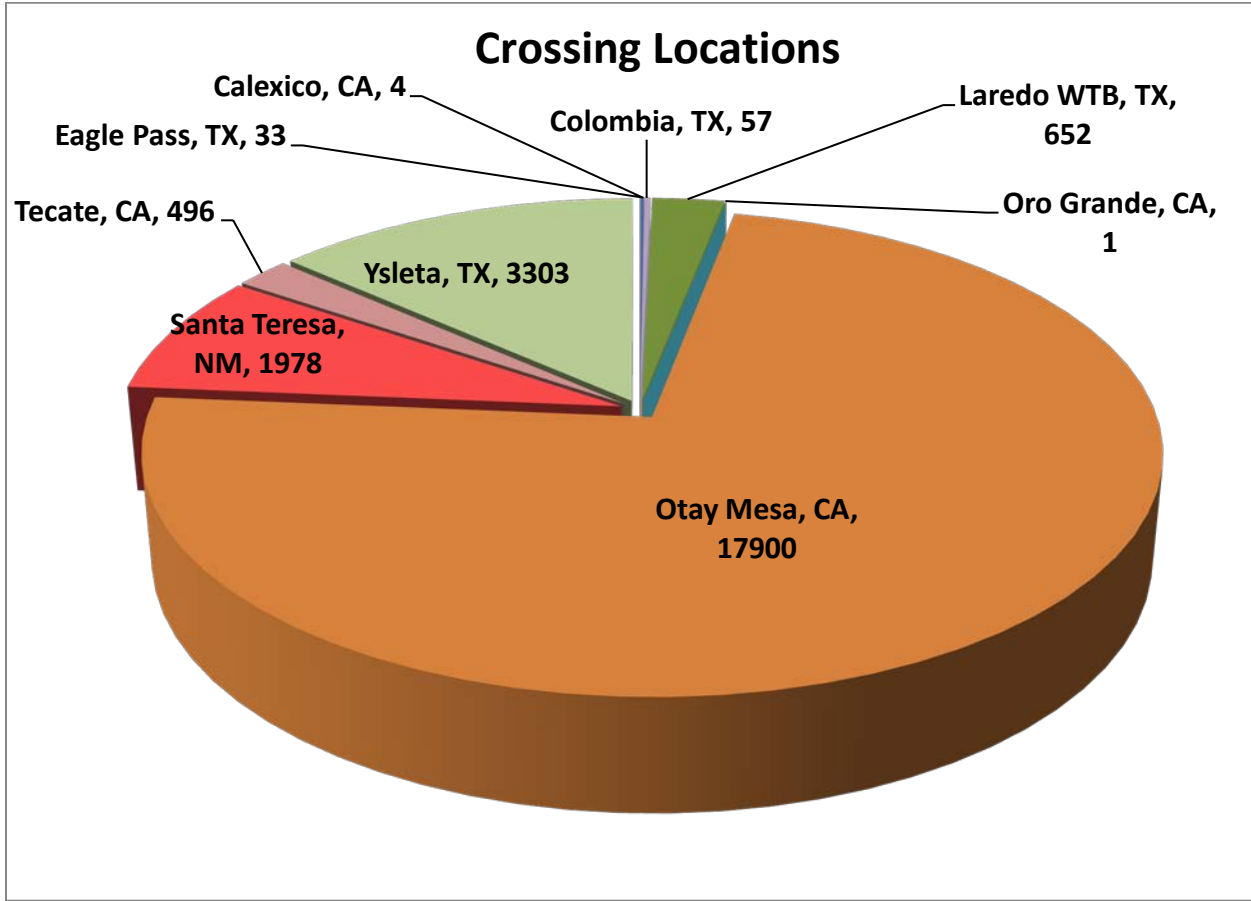 Crossing Locations
Calexico, CA, 4
Colombia, TX, 57
Laredo WTB, TX,
652
Eagle Pass, TX, 33
Tecate, CA, 496
Oro Grande, CA,
1
Ysleta, TX, 3303
Santa Teresa,
NM, 1978
Otay Mesa, CA,
17900